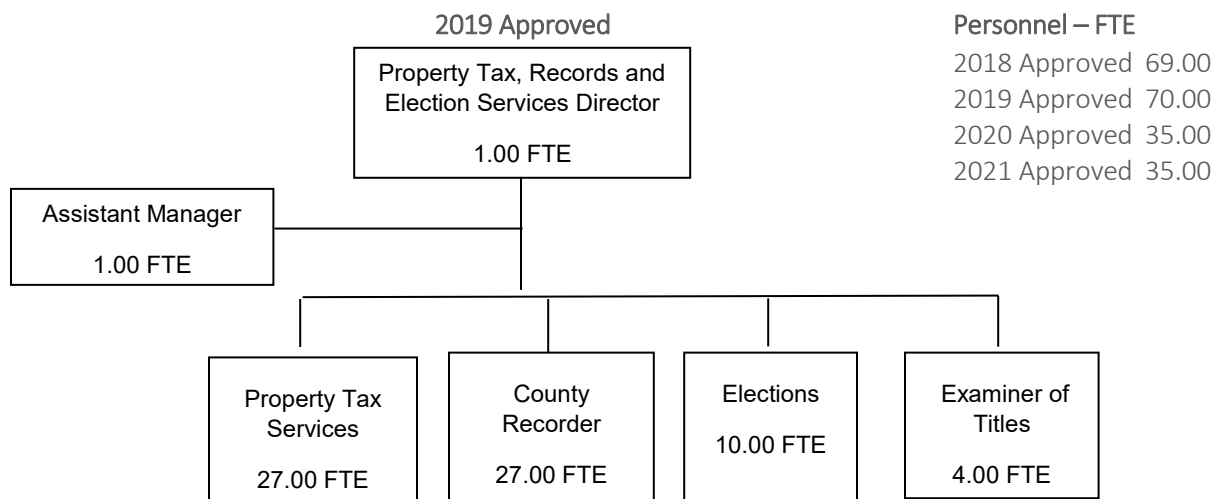 2019 Approved
Property Tax, Records and
Election Services Director
1.00 FTE
Personnel – FTE
2018 Approved 69.00
2019 Approved 70.00
2020 Approved 35.00
2021 Approved 35.00
Assistant Manager
1.00 FTE
Property Tax
Services
27.00 FTE
County
Recorder
27.00 FTE
Elections
10.00 FTE
Examiner of
Titles
4.00 FTE